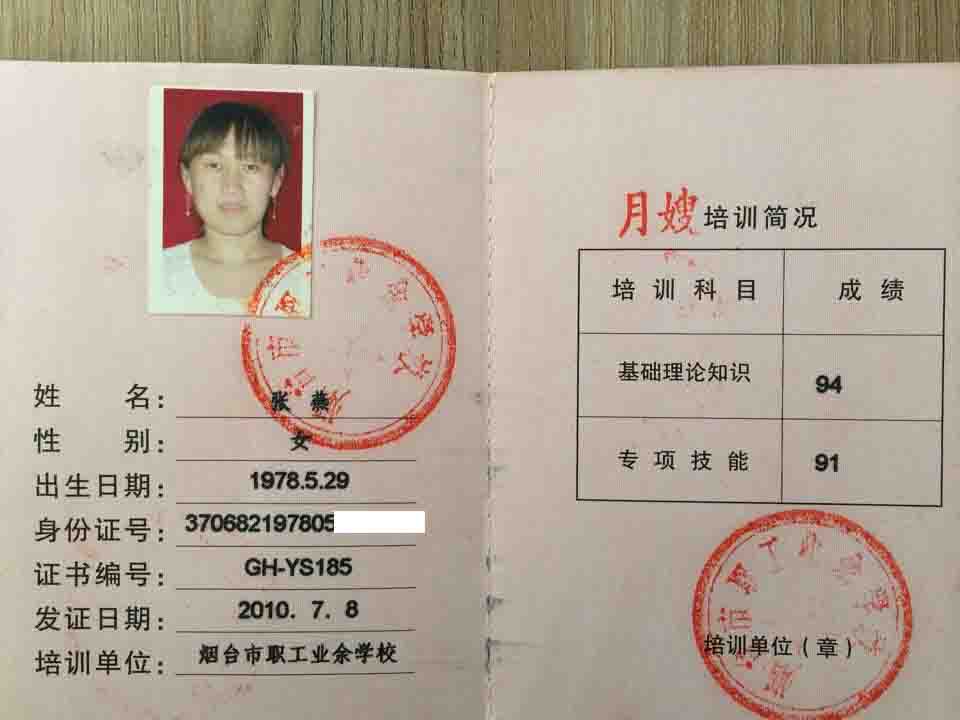 姓 名：张 燕
性 别：女
出生日期：1978.5.29
身份证号：370682197805
证书编号：GH-YS185
发证日期：2010. 7. 8
培训单位：烟台市职工业余学校
月嫂培训简况
培训科目 成绩
基础理论知识 94
专项技能 91
培训单位（章）